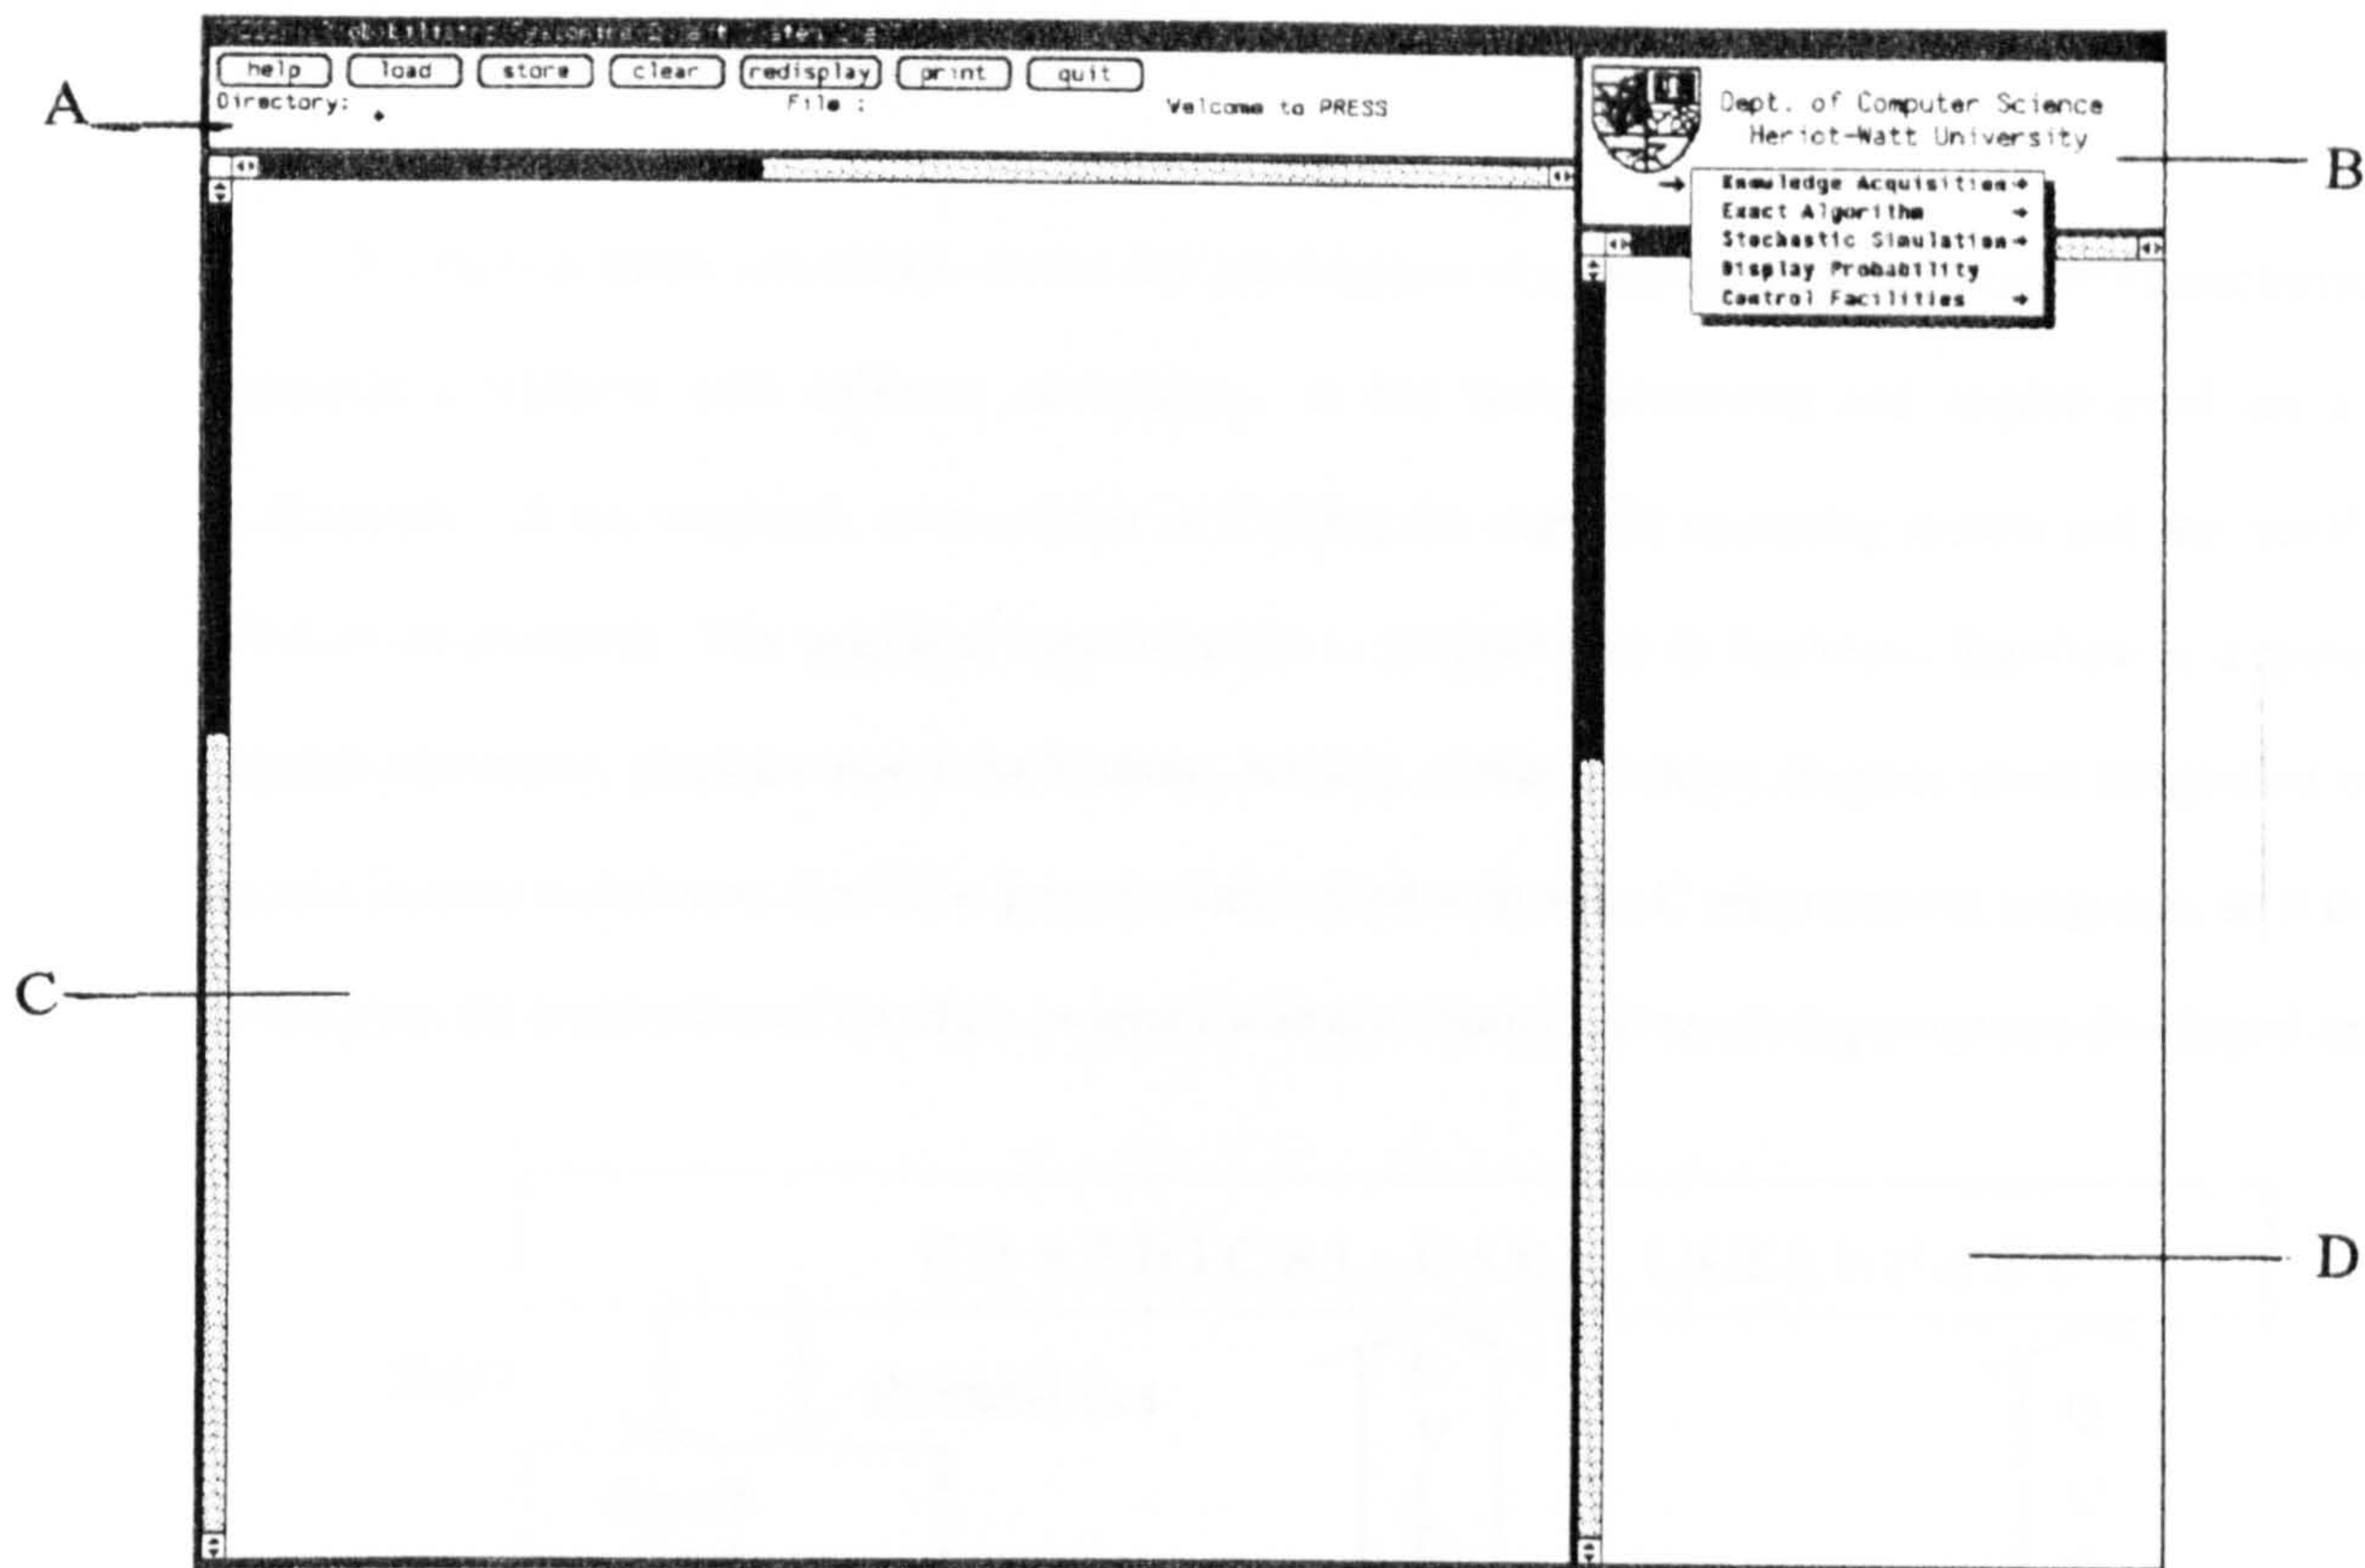 help load store clear redisplay print quit
Directory: File : Welcome to PRESS
A
Dept. of Computer Science
Heriot-Watt University
B
Knowledge Acquisition
Exact Algorithm
Stochastic Simulation
Display Probability
Control Facilities
C
D